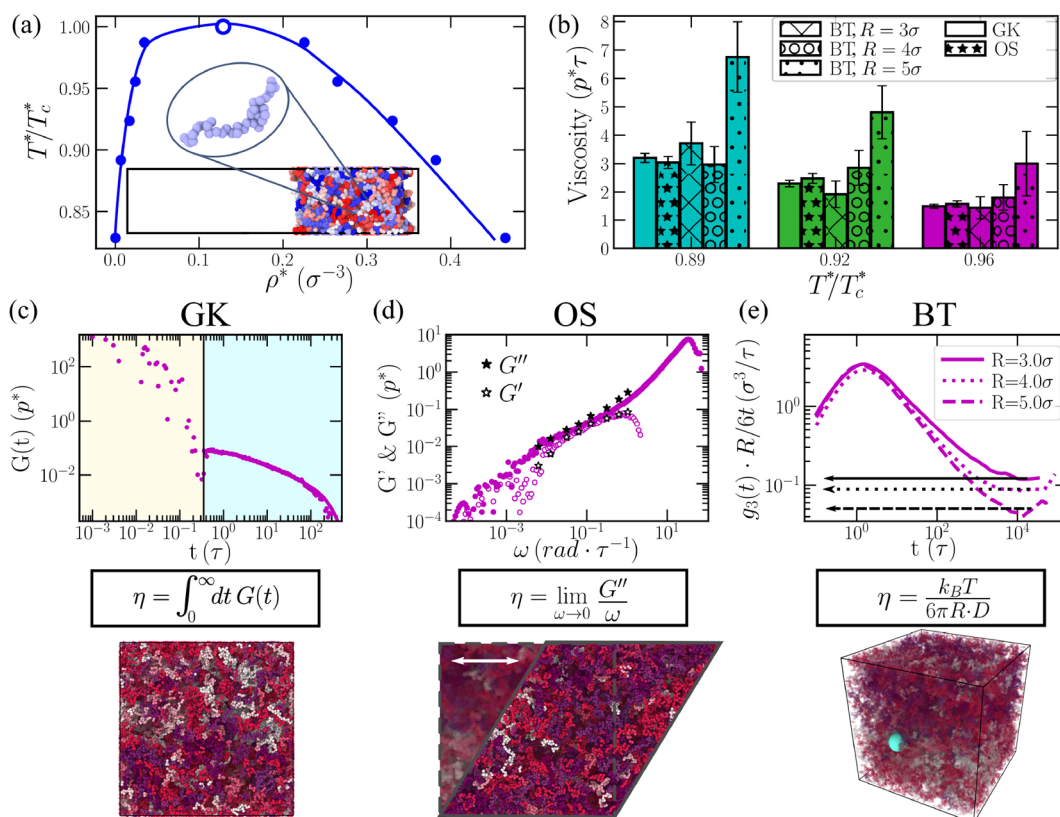 (a)
1.00
0.95
0.90
0.85
T*/T*c
0.0 0.1 0.2 0.3 0.4
ρ* (σ⁻³)
(b)
8
7
6
5
4
3
2
1
0
Viscosity (p*τ)
BT, R = 3σ
BT, R = 4σ
BT, R = 5σ
GK
OS
0.89 0.92 0.96
T*/T*c
(c) GK
10²
10⁰
10⁻²
G(t) (p*)
10⁻³ 10⁻² 10⁻¹ 10⁰ 10¹ 10²
t (τ)
η = ∫₀^∞ dt G(t)
(d) OS
10¹
10⁰
10⁻¹
10⁻²
10⁻³
10⁻⁴
G' & G'' (p*)
G''
G'
10⁻³ 10⁻¹ 10¹
ω (rad · τ⁻¹)
η = lim ω→0 G''/ω
(e) BT
10⁰
10⁻¹
g₃(t) · R/6t (σ³/τ)
R=3.0σ
R=4.0σ
R=5.0σ
10⁰ 10² 10⁴
t (τ)
η = k_BT/6πR·D